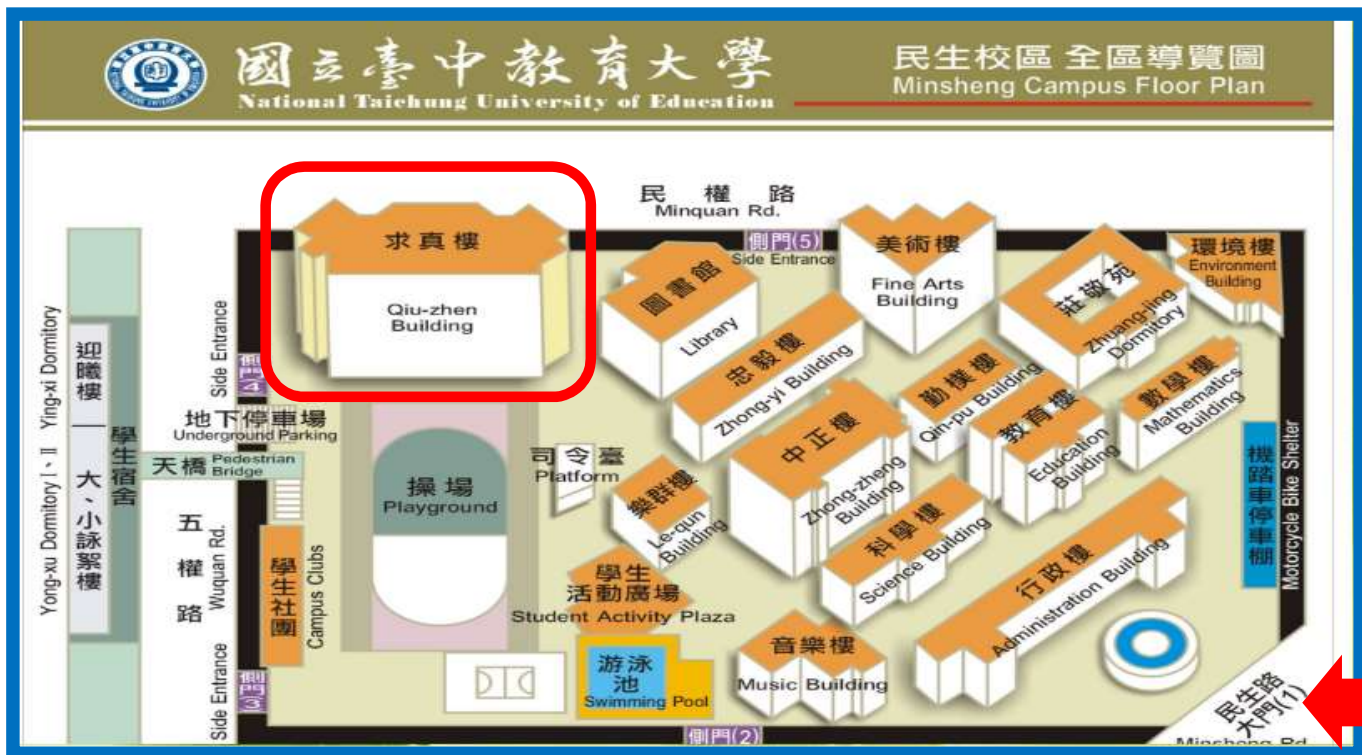 國立臺中教育大學
National Taichung University of Education
民生校區 全區導覽圖
Minsheng Campus Floor Plan
民權路
Minquan Rd.
求真樓
Qiu-zhen
Building
側門(5)
Side Entrance
圖書館
Library
美術樓
Fine Arts
Building
莊敬苑
Zhuang-jing
Dormitory
環境樓
Environment
Building
忠毅樓
Zhong-yi Building
勤樸樓
Qin-pu Building
教育樓
Education
Building
數學樓
Mathematics
Building
中正樓
Zhong-zheng
Building
Side Entrance
側門4
地下停車場
Underground Parking
天橋
Pedestrian
Bridge
Ying-xi Dormitory
Yong-xu Dormitory I、II
迎曦樓
大、小詠絮樓
學生宿舍
五權路
Wuquan Rd.
操場
Playground
司令臺
Platform
樂群樓
Le-qun
Building
科學樓
Science Building
行政樓
Administration Building
機踏車停車棚
Motorcycle Bike Shelter
學生社團
Campus Clubs
學生
活動廣場
Student Activity Plaza
游泳
池
Swimming Pool
音樂樓
Music Building
Side Entrance
側門3
側門(2)
民生路
大門(1)
Minsheng Rd.